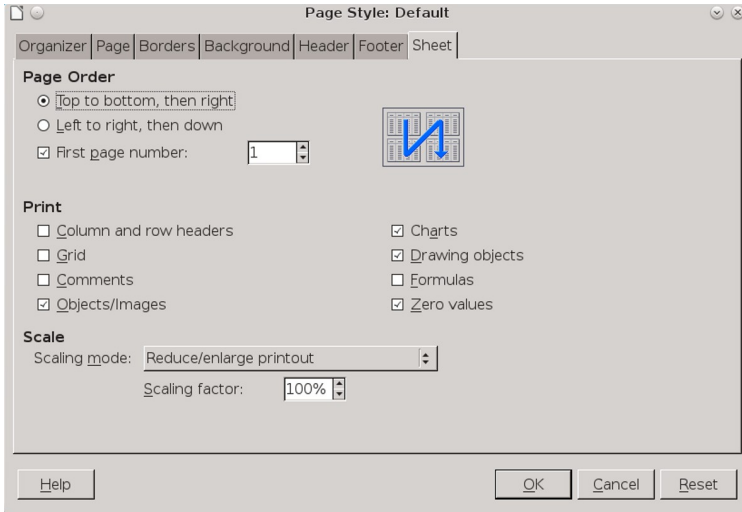 Page Style: Default
Organizer Page Borders Background Header Footer Sheet
Page Order
Top to bottom, then right
Left to right, then down
First page number: 1
Print
Column and row headers
Charts
Grid
Drawing objects
Comments
Formulas
Objects/Images
Zero values
Scale
Scaling mode: Reduce/enlarge printout
Scaling factor: 100%
Help OK Cancel Reset